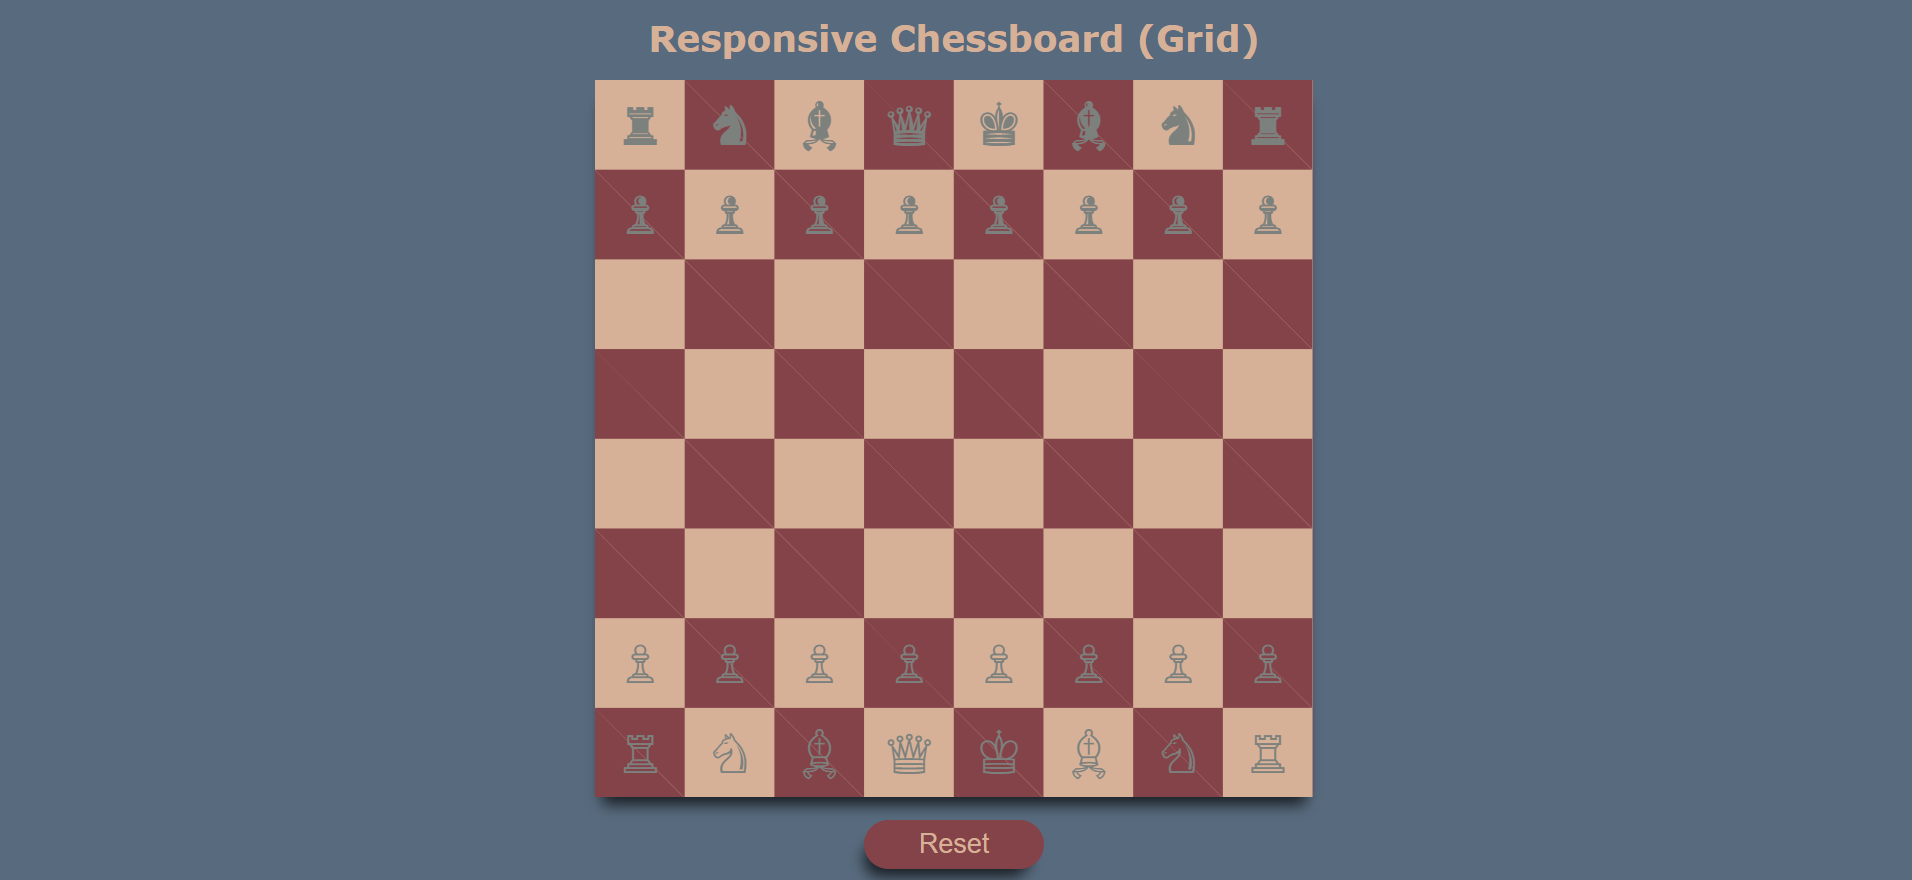 Responsive Chessboard (Grid)
♜♞♝♛♚♝♞♜
♟♟♟♟♟♟♟♟
♙♙♙♙♙♙♙♙
♖♘♗♕♔♗♘♖
Reset